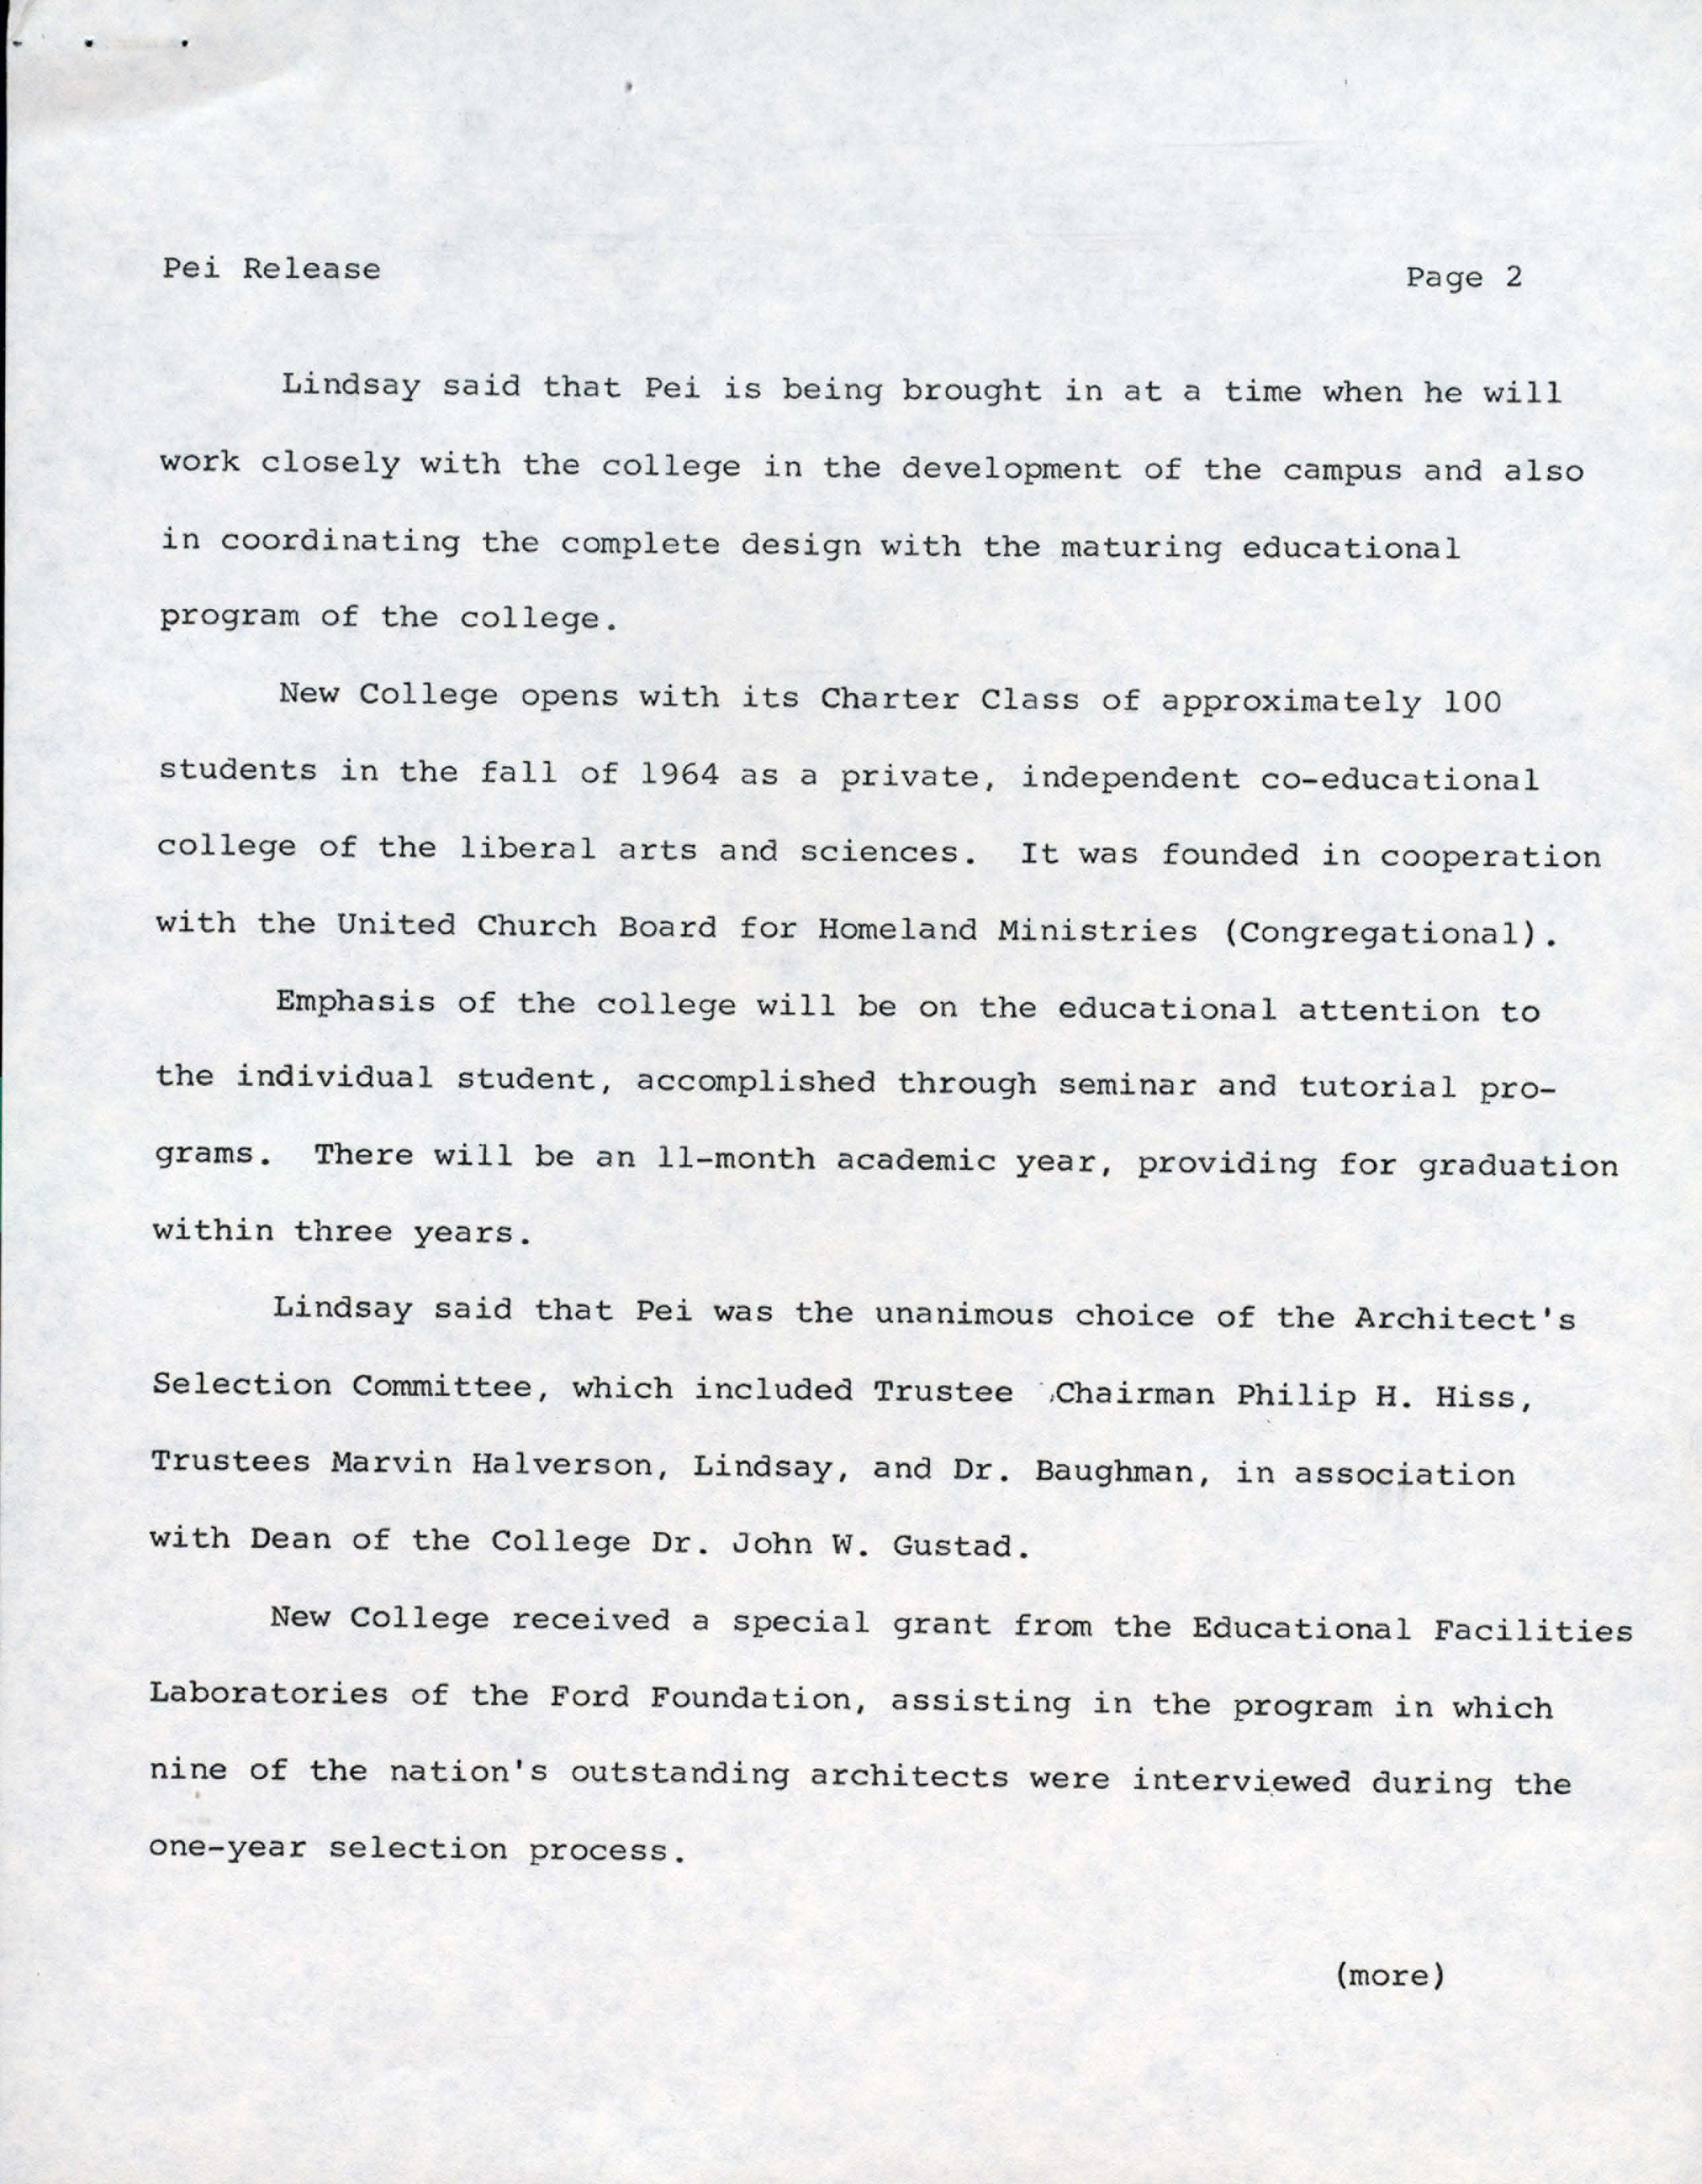 Pei Release
Page 2
Lindsay said that Pei is being brought in at a time when he will
work closely with the college in the development of the campus and also
in coordinating the complete design with the maturing educational
program of the college.
New College opens with its Charter Class of approximately 100
students in the fall of 1964 as a private, independent co-educational
college of the liberal arts and sciences.  It was founded in cooperation
with the United Church Board for Homeland Ministries (Congregational).
Emphasis of the college will be on the educational attention to
the individual student, accomplished through seminar and tutorial pro-
grams.  There will be an 11-month academic year, providing for graduation
within three years.
Lindsay said that Pei was the unanimous choice of the Architect's
Selection Committee, which included Trustee Chairman Philip H. Hiss,
Trustees Marvin Halverson, Lindsay, and Dr. Baughman, in association
with Dean of the College Dr. John W. Gustad.
New College received a special grant from the Educational Facilities
Laboratories of the Ford Foundation, assisting in the program in which
nine of the nation's outstanding architects were interviewed during the
one-year selection process.
(more)